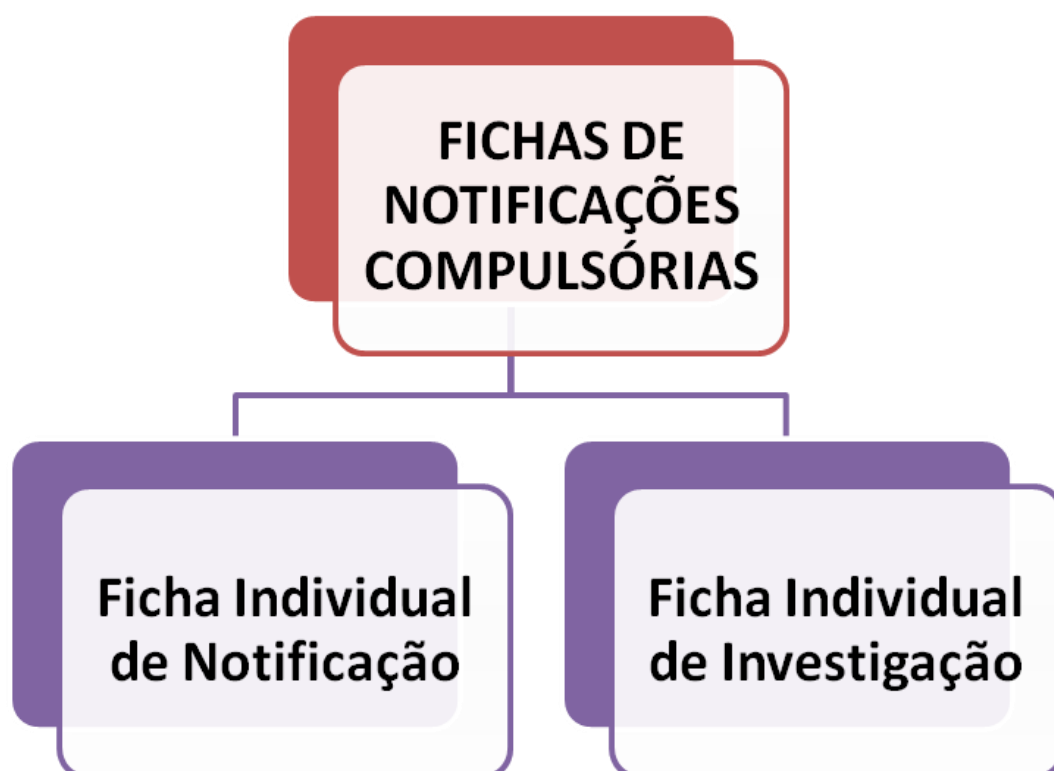 FICHAS DE
NOTIFICAÇÕES
COMPULSÓRIAS
Ficha Individual
de Notificação
Ficha Individual
de Investigação